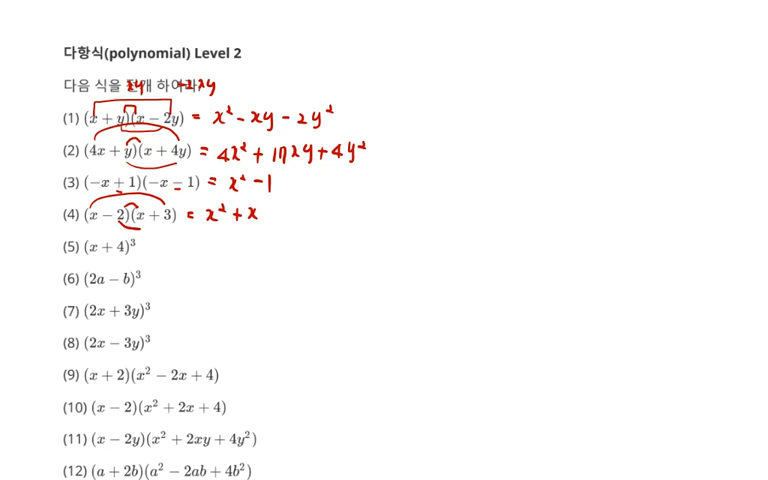 다항식(polynomial) Level 2
다음 식을 전개 하여라.
xy -2xy
(1) (x + y)(x − 2y) = x² - xy - 2y²
(2) (4x + y)(x + 4y) = 4x² + 17xy + 4y²
(3) (−x + 1)(−x − 1) = x² - 1
(4) (x − 2)(x + 3) = x² + x
(5) (x + 4)³
(6) (2a − b)³
(7) (2x + 3y)³
(8) (2x − 3y)³
(9) (x + 2)(x² − 2x + 4)
(10) (x − 2)(x² + 2x + 4)
(11) (x − 2y)(x² + 2xy + 4y²)
(12) (a + 2b)(a² − 2ab + 4b²)